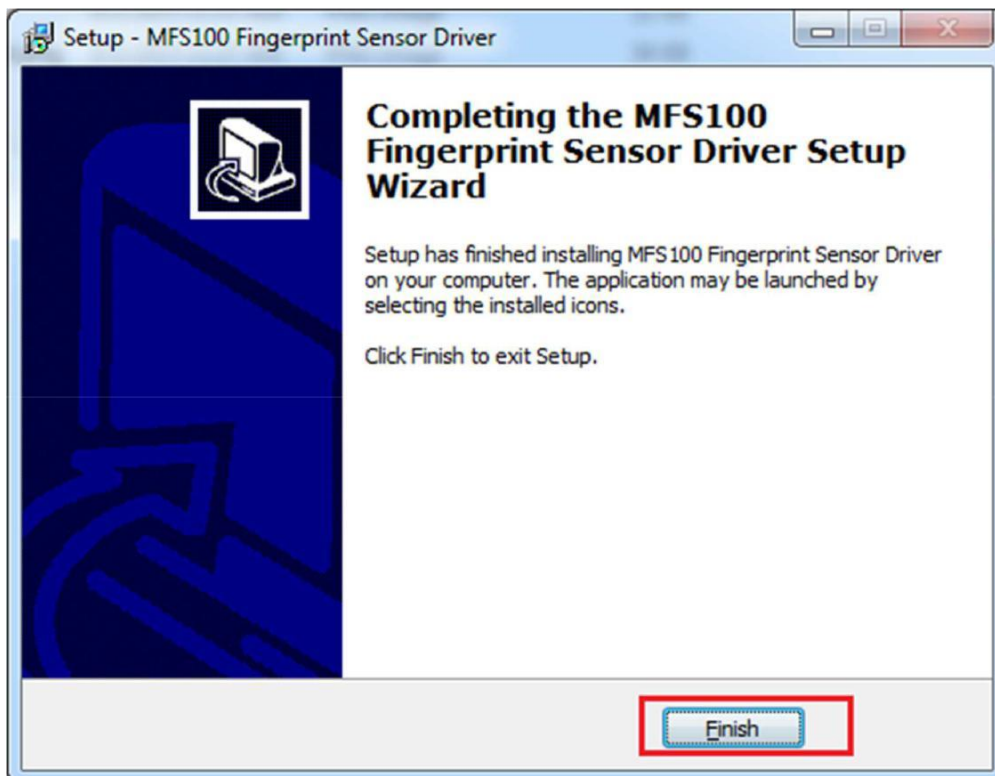 Setup - MFS100 Fingerprint Sensor Driver
Completing the MFS100
Fingerprint Sensor Driver Setup
Wizard
Setup has finished installing MFS100 Fingerprint Sensor Driver
on your computer. The application may be launched by
selecting the installed icons.
Click Finish to exit Setup.
Finish